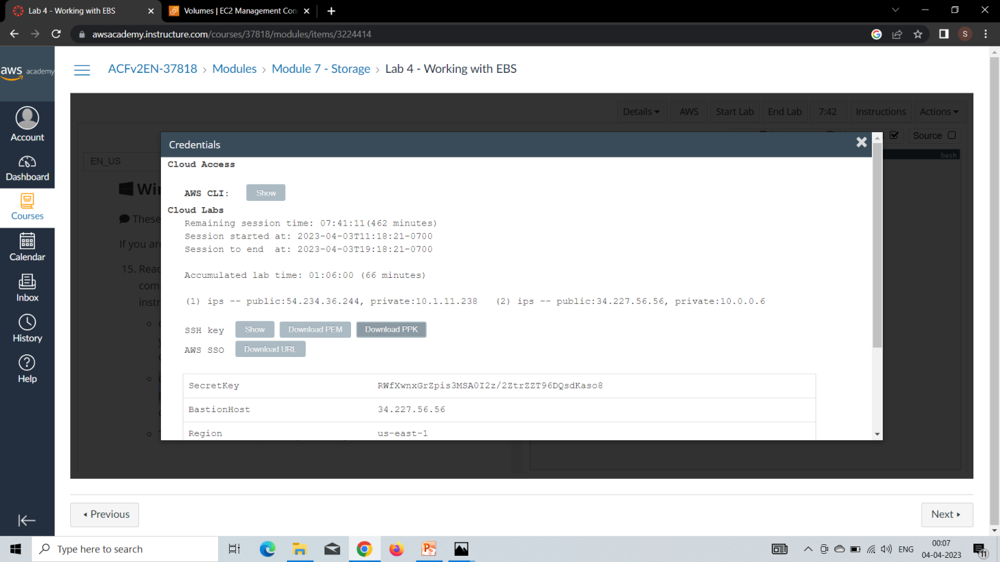 Lab 4 - Working with EBS
Volumes | EC2 Management Con
awsacademy.instructure.com/courses/37818/modules/items/3224414
S
aws academy
ACFv2EN-37818 › Modules › Module 7 - Storage › Lab 4 - Working with EBS
Account
Dashboard
Courses
Calendar
Inbox
History
Help
Details
AWS
Start Lab
End Lab
7:42
Instructions
Actions
Source
EN_US
bash
Win
These
If you are
15. Read
com
instr
Credentials
Cloud Access
AWS CLI: Show
Cloud Labs
Remaining session time: 07:41:11(462 minutes)
Session started at: 2023-04-03T11:18:21-0700
Session to end  at: 2023-04-03T19:18:21-0700
Accumulated lab time: 01:06:00 (66 minutes)
(1) ips -- public:54.234.36.244, private:10.1.11.238   (2) ips -- public:34.227.56.56, private:10.0.0.6
SSH key Show Download PEM Download PPK
AWS SSO Download URL
SecretKey RWfXwnxGrZpis3MSA0I2z/2ZtrZZT96DQsdKaso8
BastionHost 34.227.56.56
Region us-east-1
Previous
Next
Type here to search
ENG
00:07
04-04-2023
11